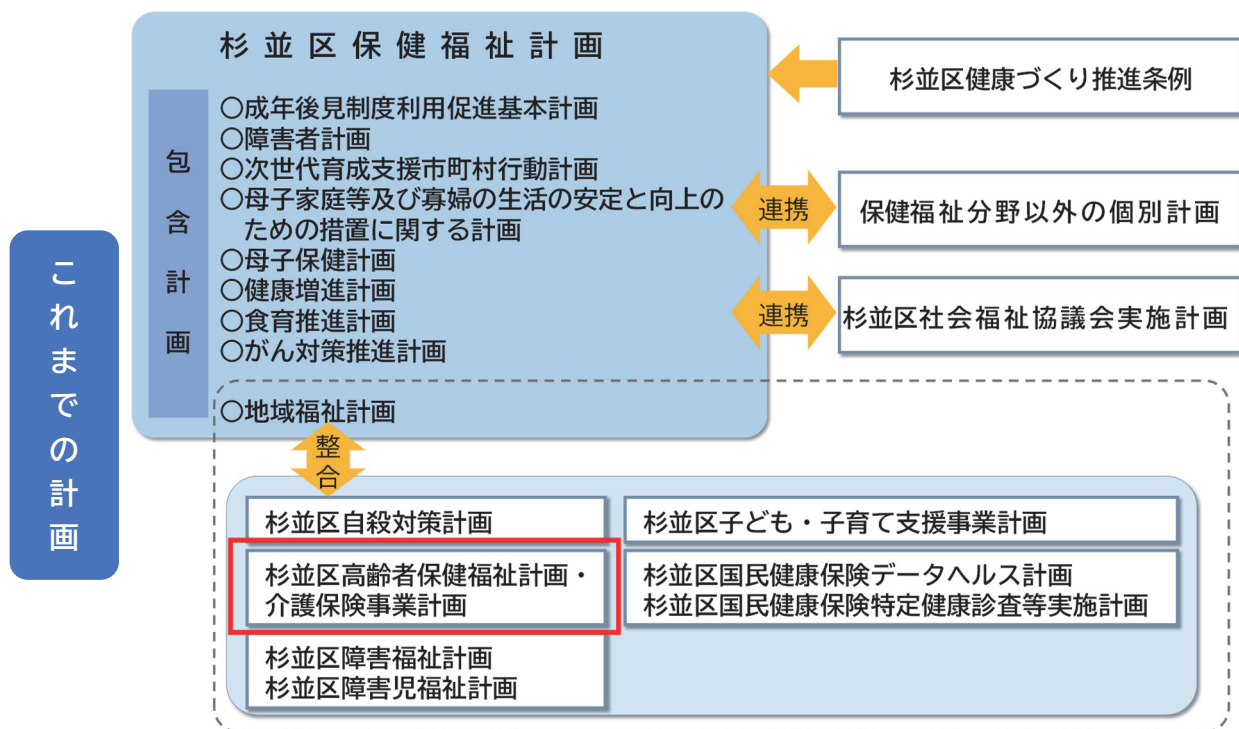 これまでの計画
杉並区保健福祉計画
包含計画
○成年後見制度利用促進基本計画
○障害者計画
○次世代育成支援市町村行動計画
○母子家庭等及び寡婦の生活の安定と向上の
ための措置に関する計画
○母子保健計画
○健康増進計画
○食育推進計画
○がん対策推進計画
○地域福祉計画
杉並区健康づくり推進条例
連携
保健福祉分野以外の個別計画
連携
杉並区社会福祉協議会実施計画
整合
杉並区自殺対策計画
杉並区高齢者保健福祉計画・
介護保険事業計画
杉並区障害福祉計画
杉並区障害児福祉計画
杉並区子ども・子育て支援事業計画
杉並区国民健康保険データヘルス計画
杉並区国民健康保険特定健康診査等実施計画